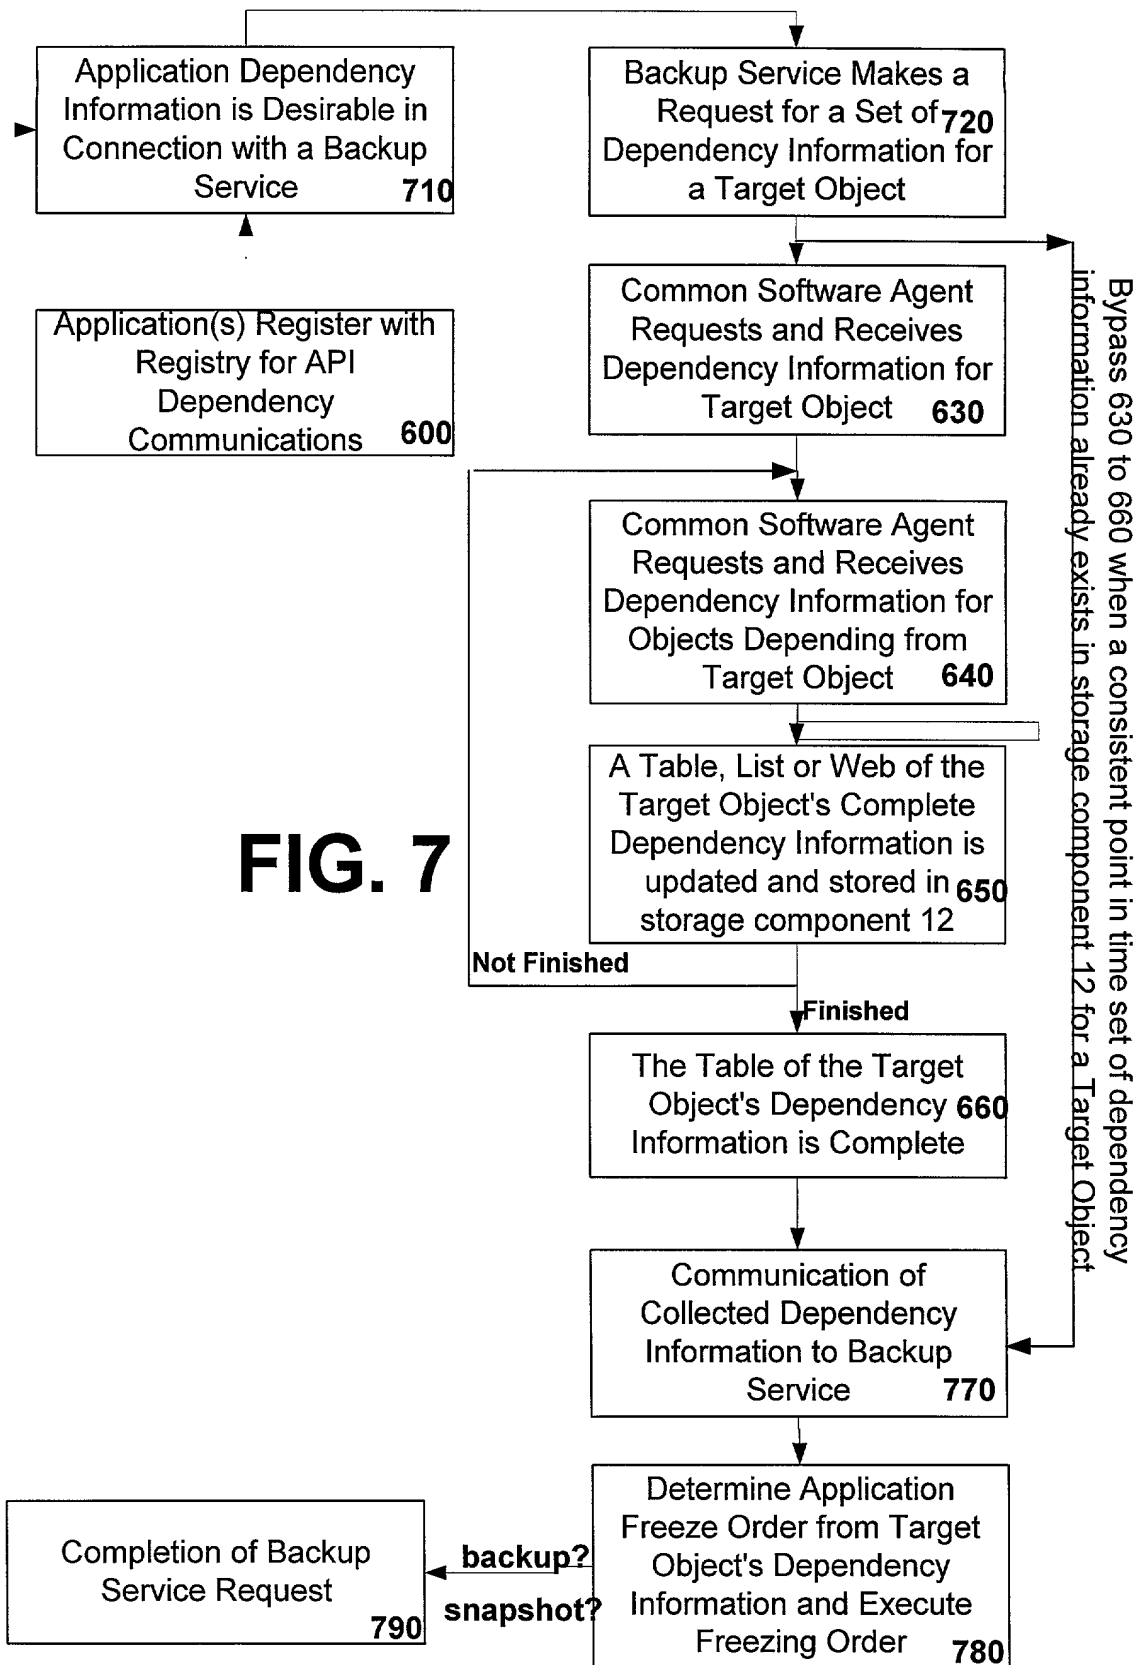 Application Dependency
Information is Desirable in
Connection with a Backup
Service 710
Backup Service Makes a
Request for a Set of 720
Dependency Information for
a Target Object
Application(s) Register with
Registry for API
Dependency
Communications 600
Common Software Agent
Requests and Receives
Dependency Information for
Target Object 630
Bypass 630 to 660 when a consistent point in time set of dependency
information already exists in storage component 12 for a Target Object
Common Software Agent
Requests and Receives
Dependency Information for
Objects Depending from
Target Object 640
A Table, List or Web of the
Target Object's Complete
Dependency Information is
updated and stored in 650
storage component 12
FIG. 7
Not Finished
Finished
The Table of the Target
Object's Dependency 660
Information is Complete
Communication of
Collected Dependency
Information to Backup
Service 770
Determine Application
Freeze Order from Target
Object's Dependency
Information and Execute
Freezing Order 780
backup?
snapshot?
Completion of Backup
Service Request
790